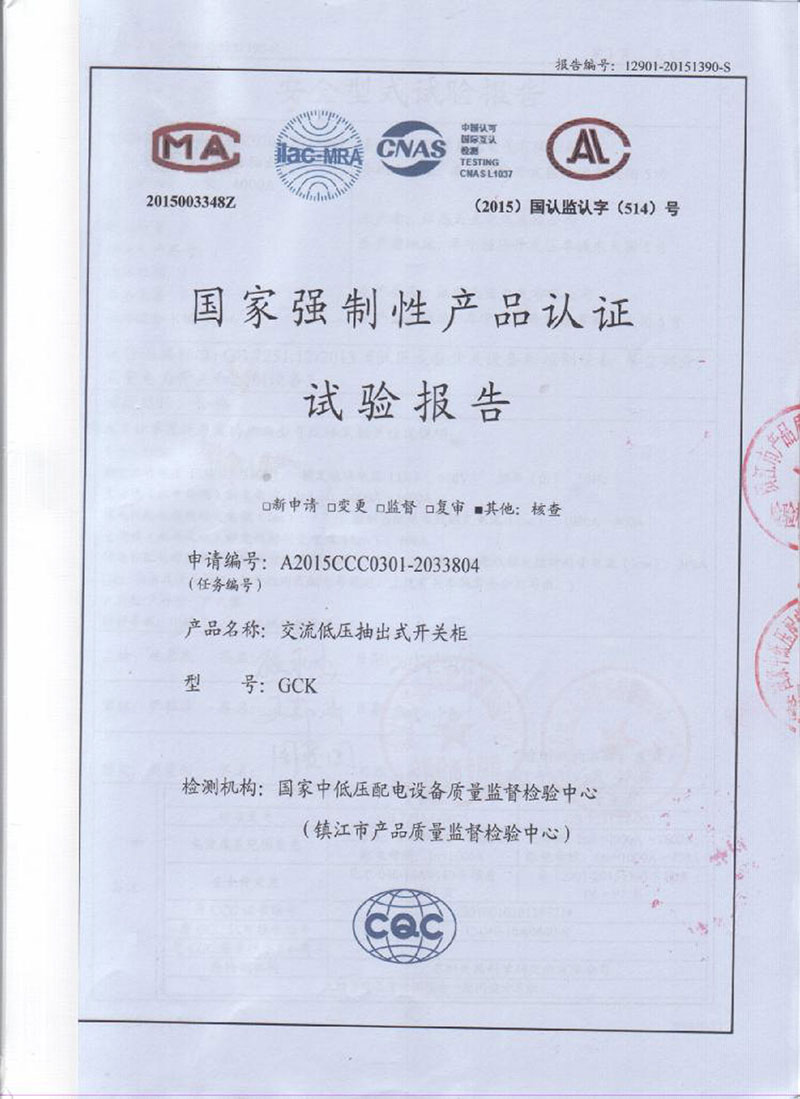 报告编号：12901-20151390-S
MA
ilac-MRA
CNAS
中国认可
国际互认
检测
TESTING
CNAS L1037
AL
2015003348Z
（2015）国认监认字（514）号
国家强制性产品认证
试验报告
□新申请 □变更 □监督 □复审 ■其他：核查
申请编号：A2015CCC0301-2033804
（任务编号）
产品名称：交流低压抽出式开关柜
型 号：GCK
检测机构：国家中低压配电设备质量监督检验中心
（镇江市产品质量监督检验中心）
CQC